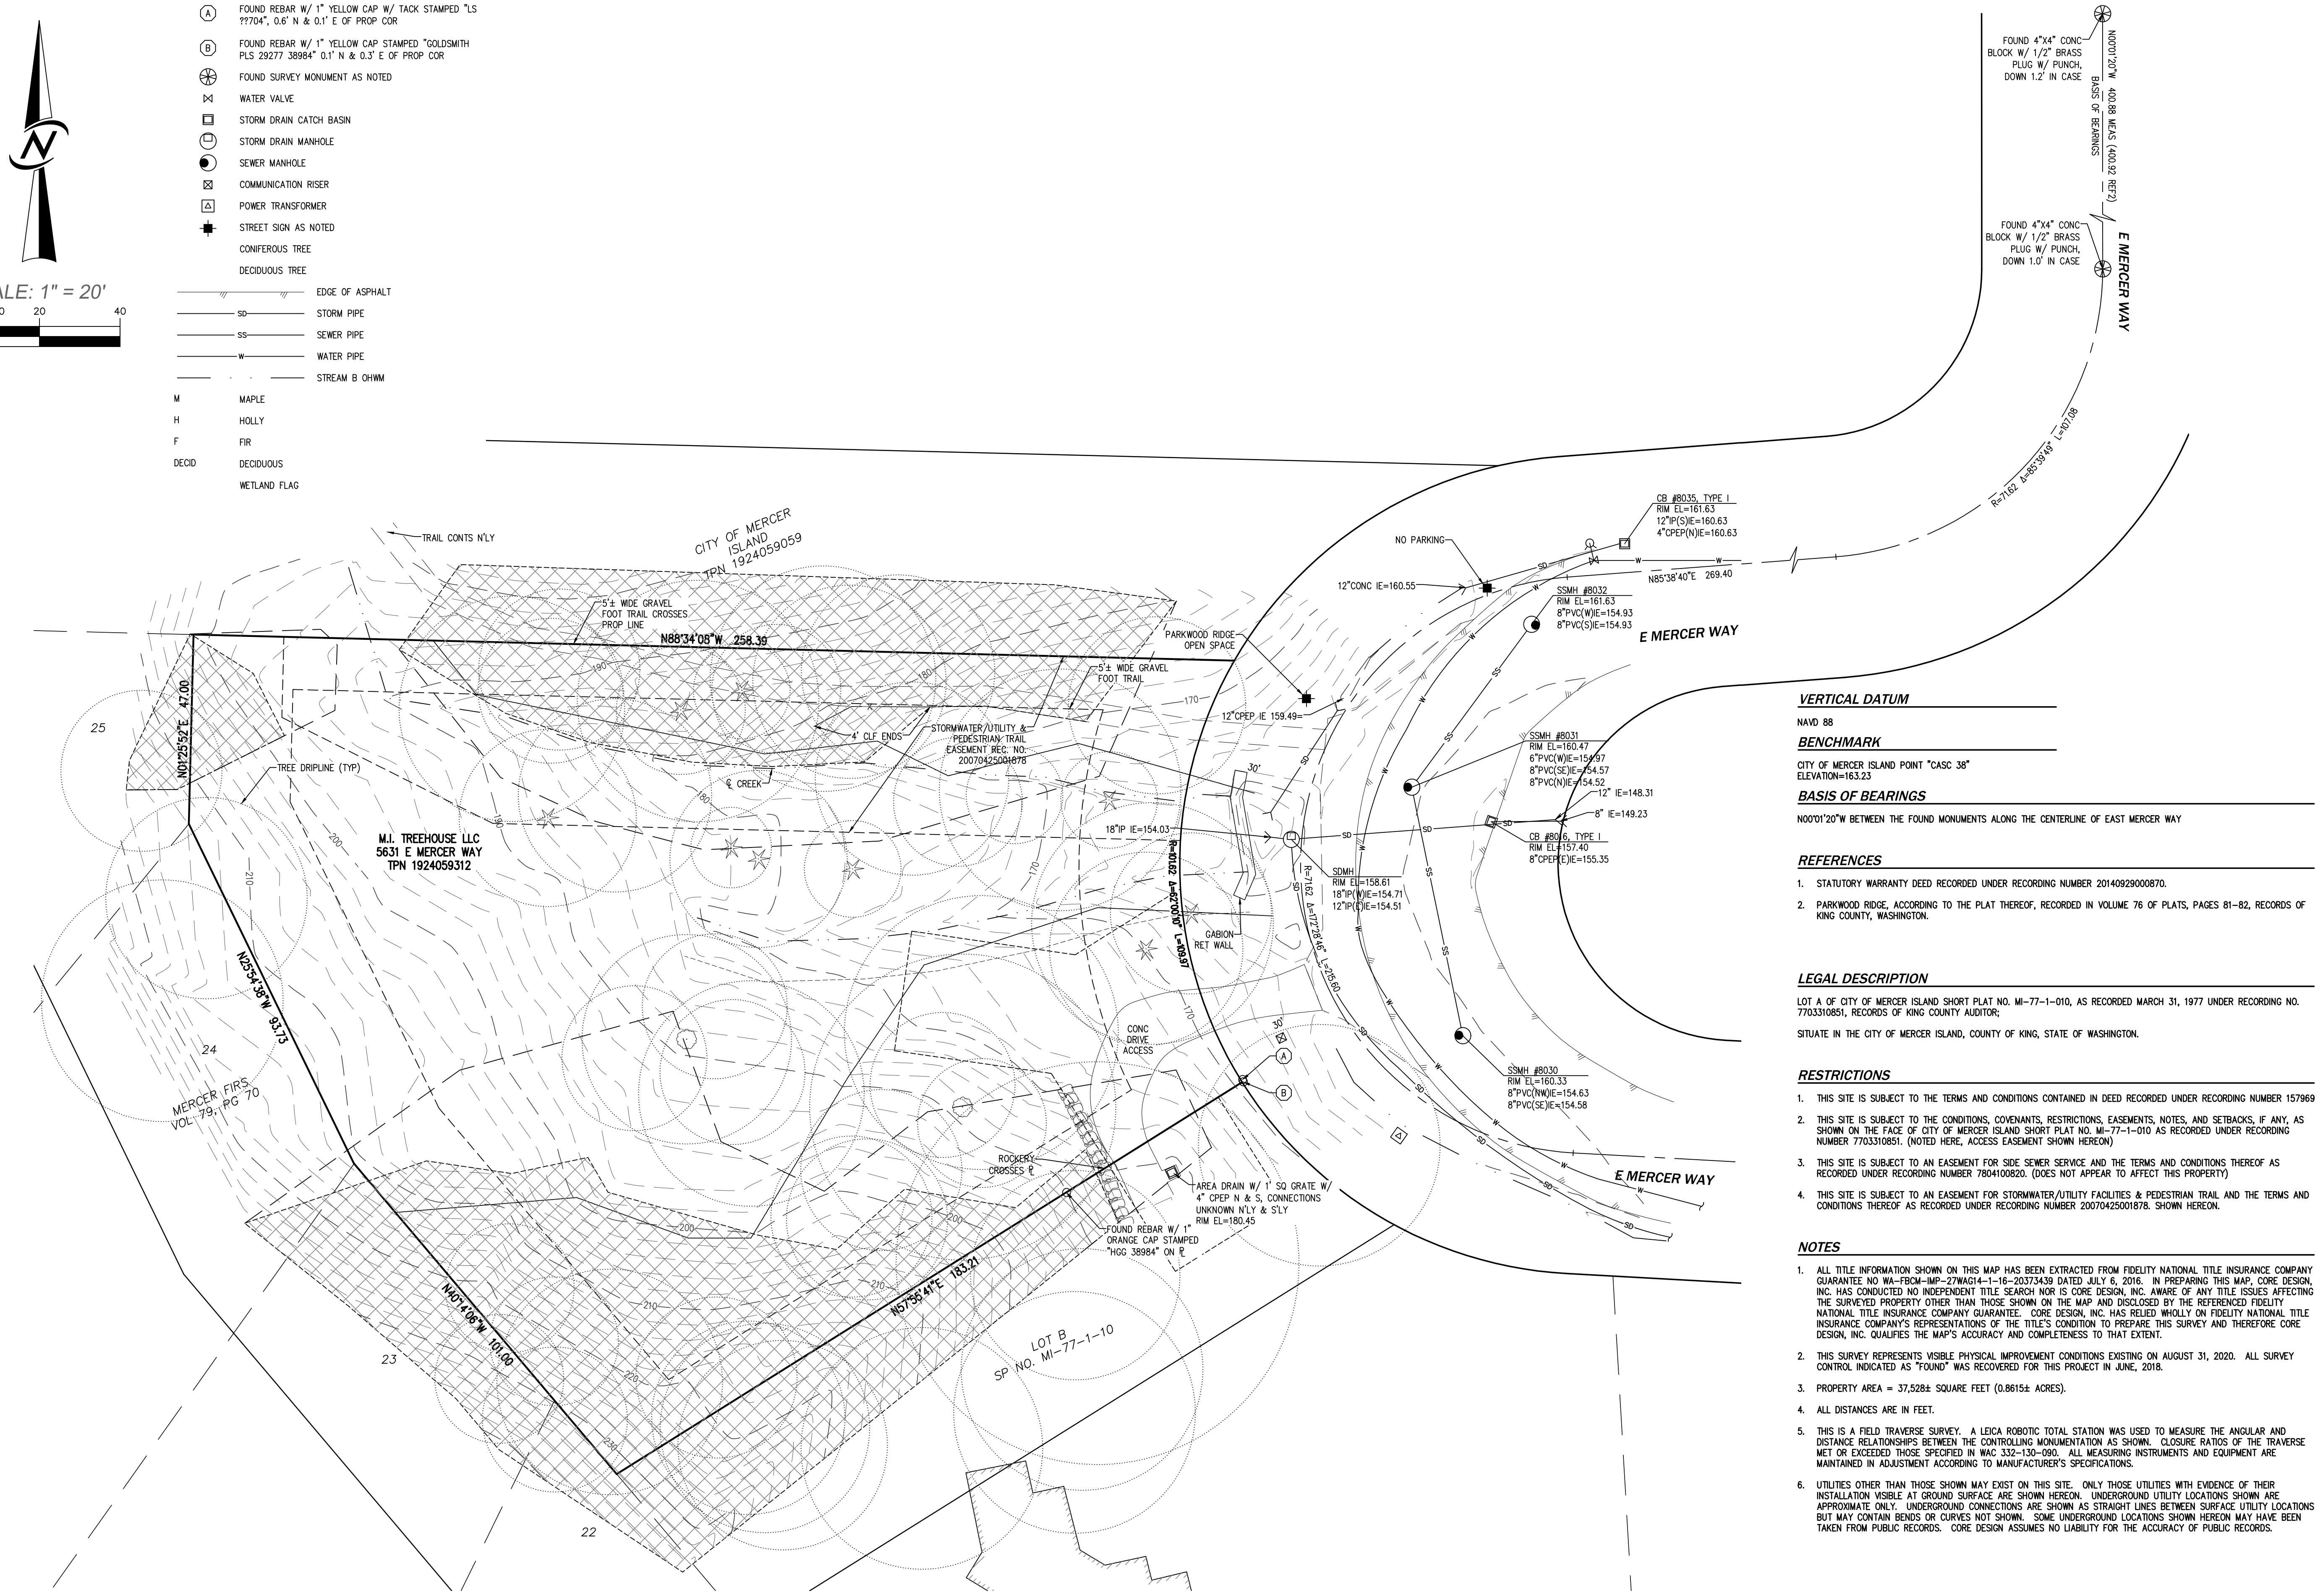 N
ALE: 1" = 20'
0 20 40
A FOUND REBAR W/ 1" YELLOW CAP W/ TACK STAMPED "LS
??704", 0.6' N & 0.1' E OF PROP COR
B FOUND REBAR W/ 1" YELLOW CAP STAMPED "GOLDSMITH
PLS 29277 38984" 0.1' N & 0.3' E OF PROP COR
FOUND SURVEY MONUMENT AS NOTED
WATER VALVE
STORM DRAIN CATCH BASIN
STORM DRAIN MANHOLE
SEWER MANHOLE
COMMUNICATION RISER
POWER TRANSFORMER
STREET SIGN AS NOTED
CONIFEROUS TREE
DECIDUOUS TREE
EDGE OF ASPHALT
SD STORM PIPE
SS SEWER PIPE
W WATER PIPE
STREAM B OHWM
M MAPLE
H HOLLY
F FIR
DECID DECIDUOUS
WETLAND FLAG
FOUND 4"X4" CONC
BLOCK W/ 1/2" BRASS
PLUG W/ PUNCH,
DOWN 1.2' IN CASE
N00°01'20"W 400.88 MEAS (400.92 REF2)
BASIS OF BEARINGS
FOUND 4"X4" CONC
BLOCK W/ 1/2" BRASS
PLUG W/ PUNCH,
DOWN 1.0' IN CASE
E MERCER WAY
R=71.62 Δ=85°39'49" L=107.08
TRAIL CONTS N'LY
CITY OF MERCER
ISLAND
TPN 1924059059
5'± WIDE GRAVEL
FOOT TRAIL CROSSES
PROP LINE
N88°34'08"W 258.39
NO PARKING
12"CONC IE=160.55
CB #8035, TYPE I
RIM EL=161.63
12"IP(S)IE=160.63
4"CPEP(N)IE=160.63
N85°38'40"E 269.40
SSMH #8032
RIM EL=161.63
8"PVC(W)IE=154.93
8"PVC(S)IE=154.93
E MERCER WAY
PARKWOOD RIDGE
OPEN SPACE
5'± WIDE GRAVEL
FOOT TRAIL
190
180
170
N01°25'52"E 47.00
25
TREE DRIPLINE (TYP)
4' CLF ENDS
STORMWATER/UTILITY &
PEDESTRIAN TRAIL
EASEMENT REC. NO.
20070425001878
℄ CREEK
12"CPEP IE 159.49=
30'
SSMH #8031
RIM EL=160.47
6"PVC(W)IE=154.97
8"PVC(SE)IE=154.57
8"PVC(N)IE=154.52
12" IE=148.31
8" IE=149.23
CB #8016, TYPE I
RIM EL=157.40
8"CPEP(E)IE=155.35
18"IP IE=154.03
SDMH
RIM EL=158.61
18"IP(W)IE=154.71
12"IP(E)IE=154.51
M.I. TREEHOUSE LLC
5631 E MERCER WAY
TPN 1924059312
180
190
200
210
170
R=101.62 Δ=62°00'10" L=109.97
R=71.62 Δ=172°28'46" L=215.60
GABION
RET WALL
170
N25°54'38"W 93.73
24
MERCER FIRS
VOL 79, PG 70
CONC
DRIVE
ACCESS
30'
A
B
SSMH #8030
RIM EL=160.33
8"PVC(NW)IE=154.63
8"PVC(SE)IE=154.58
E MERCER WAY
ROCKERY
CROSSES ⅊
AREA DRAIN W/ 1' SQ GRATE W/
4" CPEP N & S, CONNECTIONS
UNKNOWN N'LY & S'LY
RIM EL=180.45
FOUND REBAR W/ 1"
ORANGE CAP STAMPED
"HGG 38984" ON ⅊
200
200
210
210
220
230
N57°56'41"E 183.21
N40°14'06"W 101.00
23
22
LOT B
SP NO. MI-77-1-10
VERTICAL DATUM
NAVD 88
BENCHMARK
CITY OF MERCER ISLAND POINT "CASC 38"
ELEVATION=163.23
BASIS OF BEARINGS
N00°01'20"W BETWEEN THE FOUND MONUMENTS ALONG THE CENTERLINE OF EAST MERCER WAY
REFERENCES
1. STATUTORY WARRANTY DEED RECORDED UNDER RECORDING NUMBER 20140929000870.
2. PARKWOOD RIDGE, ACCORDING TO THE PLAT THEREOF, RECORDED IN VOLUME 76 OF PLATS, PAGES 81-82, RECORDS OF
KING COUNTY, WASHINGTON.
LEGAL DESCRIPTION
LOT A OF CITY OF MERCER ISLAND SHORT PLAT NO. MI-77-1-010, AS RECORDED MARCH 31, 1977 UNDER RECORDING NO.
7703310851, RECORDS OF KING COUNTY AUDITOR;
SITUATE IN THE CITY OF MERCER ISLAND, COUNTY OF KING, STATE OF WASHINGTON.
RESTRICTIONS
1. THIS SITE IS SUBJECT TO THE TERMS AND CONDITIONS CONTAINED IN DEED RECORDED UNDER RECORDING NUMBER 157969
2. THIS SITE IS SUBJECT TO THE CONDITIONS, COVENANTS, RESTRICTIONS, EASEMENTS, NOTES, AND SETBACKS, IF ANY, AS
SHOWN ON THE FACE OF CITY OF MERCER ISLAND SHORT PLAT NO. MI-77-1-010 AS RECORDED UNDER RECORDING
NUMBER 7703310851. (NOTED HERE, ACCESS EASEMENT SHOWN HEREON)
3. THIS SITE IS SUBJECT TO AN EASEMENT FOR SIDE SEWER SERVICE AND THE TERMS AND CONDITIONS THEREOF AS
RECORDED UNDER RECORDING NUMBER 7804100820. (DOES NOT APPEAR TO AFFECT THIS PROPERTY)
4. THIS SITE IS SUBJECT TO AN EASEMENT FOR STORMWATER/UTILITY FACILITIES & PEDESTRIAN TRAIL AND THE TERMS AND
CONDITIONS THEREOF AS RECORDED UNDER RECORDING NUMBER 20070425001878. SHOWN HEREON.
NOTES
1. ALL TITLE INFORMATION SHOWN ON THIS MAP HAS BEEN EXTRACTED FROM FIDELITY NATIONAL TITLE INSURANCE COMPANY
GUARANTEE NO WA-FBCM-IMP-27WAG14-1-16-20373439 DATED JULY 6, 2016. IN PREPARING THIS MAP, CORE DESIGN,
INC. HAS CONDUCTED NO INDEPENDENT TITLE SEARCH NOR IS CORE DESIGN, INC. AWARE OF ANY TITLE ISSUES AFFECTING
THE SURVEYED PROPERTY OTHER THAN THOSE SHOWN ON THE MAP AND DISCLOSED BY THE REFERENCED FIDELITY
NATIONAL TITLE INSURANCE COMPANY GUARANTEE. CORE DESIGN, INC. HAS RELIED WHOLLY ON FIDELITY NATIONAL TITLE
INSURANCE COMPANY'S REPRESENTATIONS OF THE TITLE'S CONDITION TO PREPARE THIS SURVEY AND THEREFORE CORE
DESIGN, INC. QUALIFIES THE MAP'S ACCURACY AND COMPLETENESS TO THAT EXTENT.
2. THIS SURVEY REPRESENTS VISIBLE PHYSICAL IMPROVEMENT CONDITIONS EXISTING ON AUGUST 31, 2020. ALL SURVEY
CONTROL INDICATED AS "FOUND" WAS RECOVERED FOR THIS PROJECT IN JUNE, 2018.
3. PROPERTY AREA = 37,528± SQUARE FEET (0.8615± ACRES).
4. ALL DISTANCES ARE IN FEET.
5. THIS IS A FIELD TRAVERSE SURVEY. A LEICA ROBOTIC TOTAL STATION WAS USED TO MEASURE THE ANGULAR AND
DISTANCE RELATIONSHIPS BETWEEN THE CONTROLLING MONUMENTATION AS SHOWN. CLOSURE RATIOS OF THE TRAVERSE
MET OR EXCEEDED THOSE SPECIFIED IN WAC 332-130-090. ALL MEASURING INSTRUMENTS AND EQUIPMENT ARE
MAINTAINED IN ADJUSTMENT ACCORDING TO MANUFACTURER'S SPECIFICATIONS.
6. UTILITIES OTHER THAN THOSE SHOWN MAY EXIST ON THIS SITE. ONLY THOSE UTILITIES WITH EVIDENCE OF THEIR
INSTALLATION VISIBLE AT GROUND SURFACE ARE SHOWN HEREON. UNDERGROUND UTILITY LOCATIONS SHOWN ARE
APPROXIMATE ONLY. UNDERGROUND CONNECTIONS ARE SHOWN AS STRAIGHT LINES BETWEEN SURFACE UTILITY LOCATIONS
BUT MAY CONTAIN BENDS OR CURVES NOT SHOWN. SOME UNDERGROUND LOCATIONS SHOWN HEREON MAY HAVE BEEN
TAKEN FROM PUBLIC RECORDS. CORE DESIGN ASSUMES NO LIABILITY FOR THE ACCURACY OF PUBLIC RECORDS.